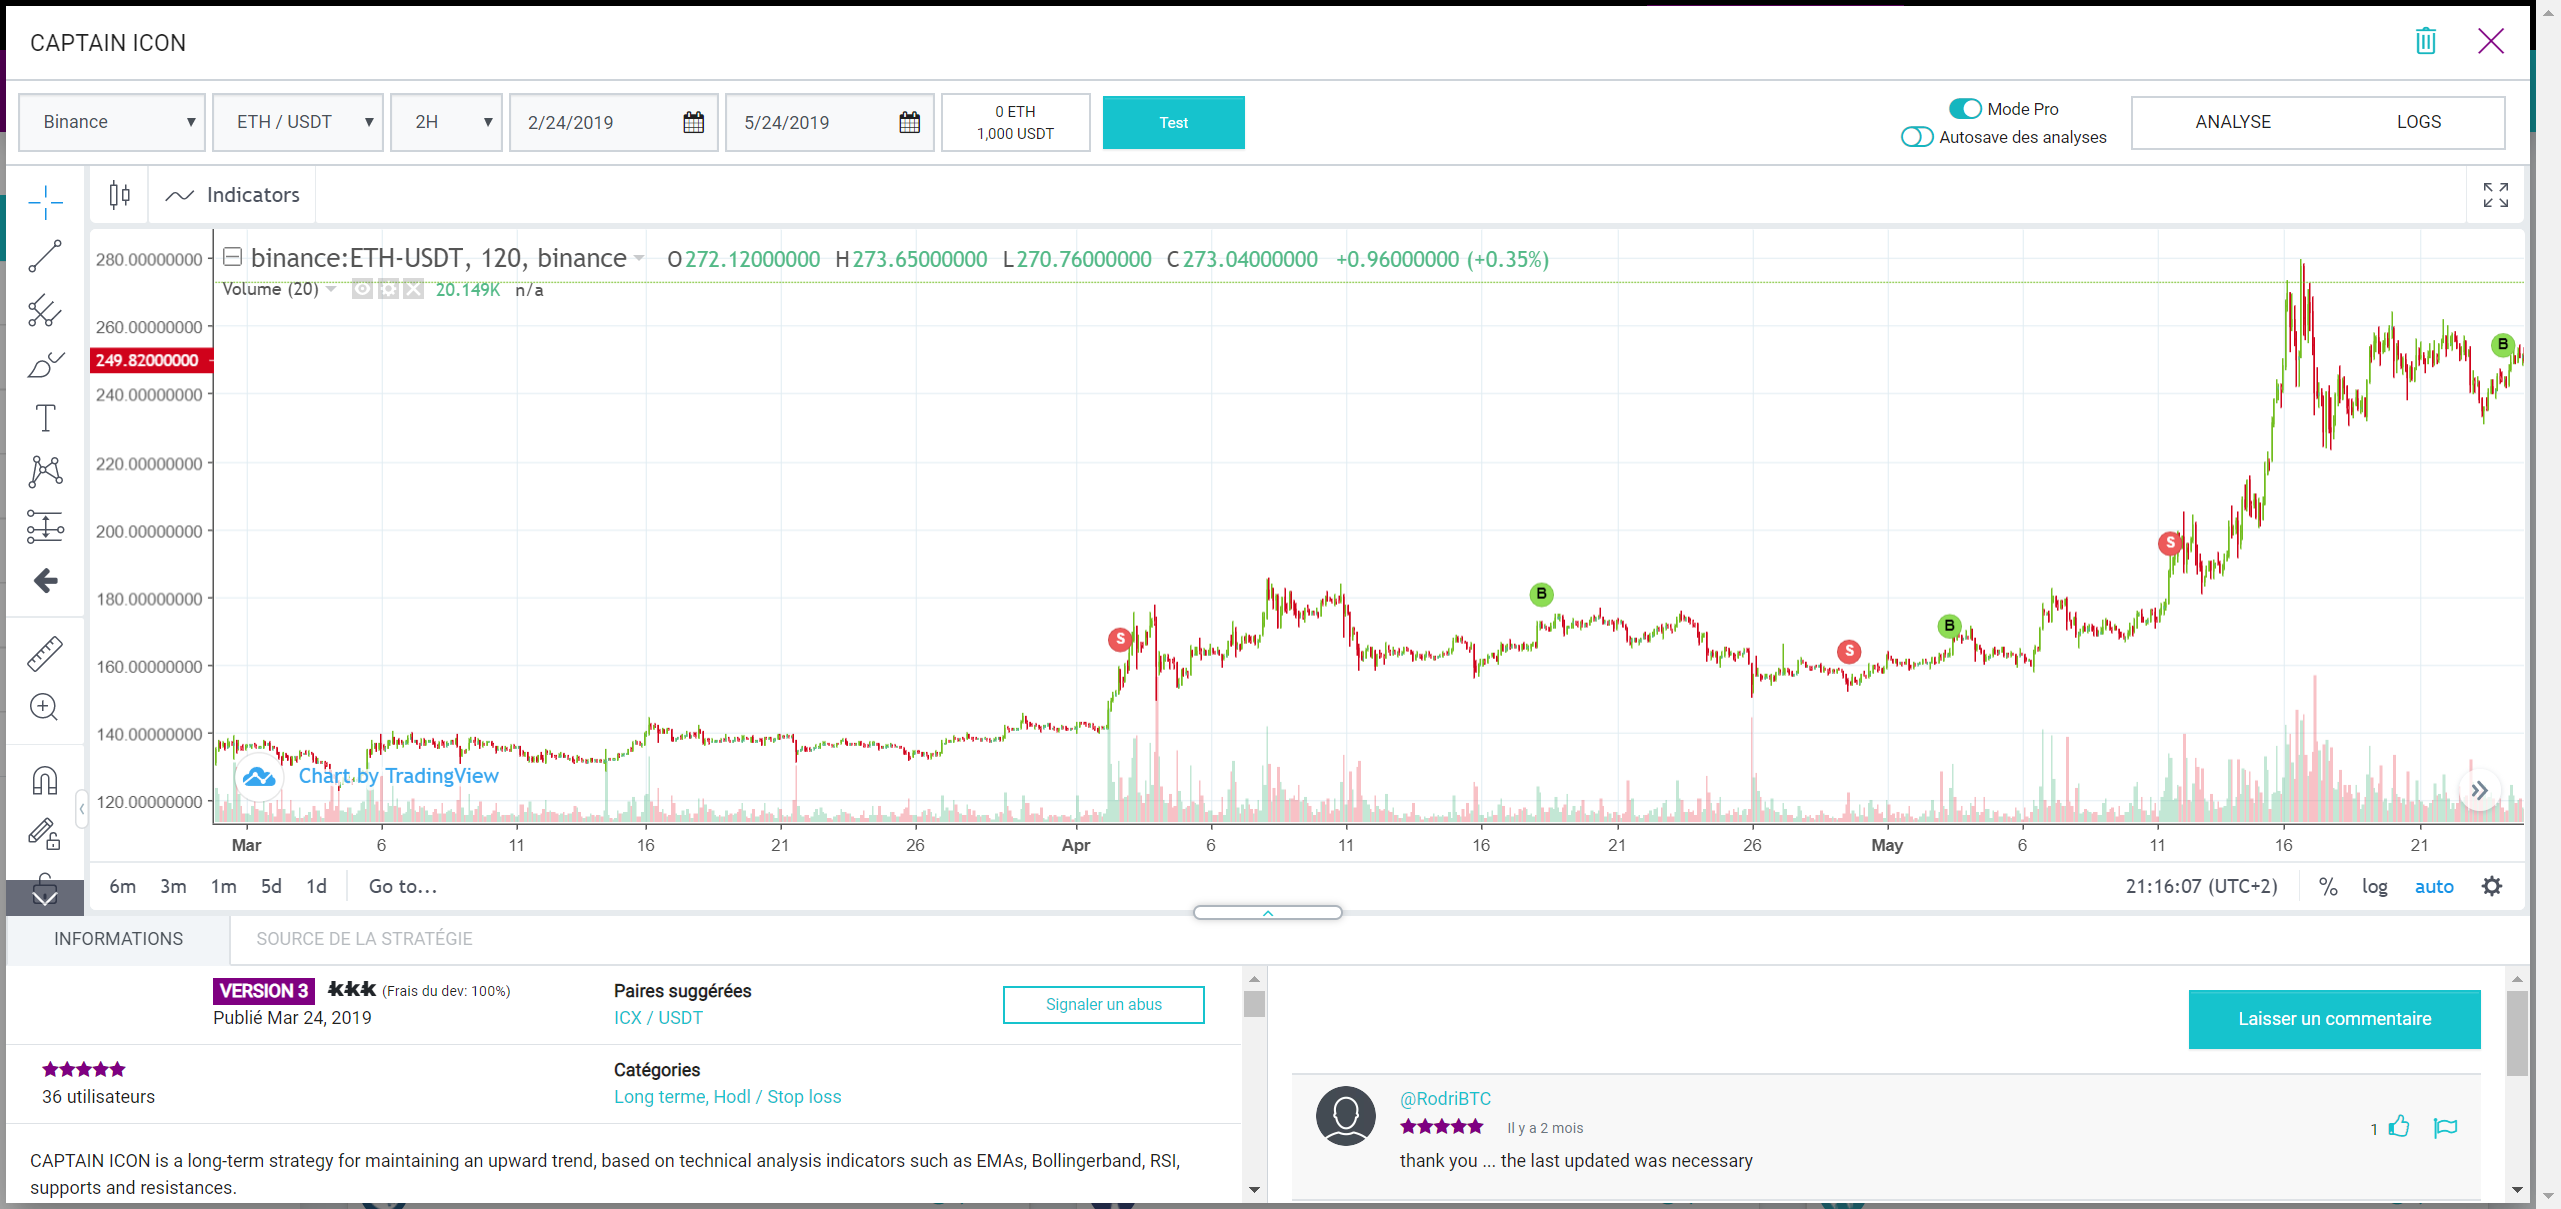 CAPTAIN ICON
Binance ETH / USDT 2H 2/24/2019 5/24/2019
0 ETH
1,000 USDT
Test
Mode Pro
Autosave des analyses
ANALYSE LOGS
Indicators
binance:ETH-USDT, 120, binance O272.12000000 H273.65000000 L270.76000000 C273.04000000 +0.96000000 (+0.35%)
Volume (20) 20.149K n/a
280.00000000
260.00000000
249.82000000
240.00000000
220.00000000
200.00000000
180.00000000
160.00000000
140.00000000
120.00000000
S
B
S
B
S
B
Chart by TradingView
Mar 6 11 16 21 26 Apr 6 11 16 21 26 May 6 11 16 21
6m 3m 1m 5d 1d Go to... 21:16:07 (UTC+2) % log auto
INFORMATIONS SOURCE DE LA STRATÉGIE
VERSION 3 kkk (Frais du dev: 100%)
Publié Mar 24, 2019
Paires suggérées
ICX / USDT
Signaler un abus
36 utilisateurs
Catégories
Long terme, Hodl / Stop loss
CAPTAIN ICON is a long-term strategy for maintaining an upward trend, based on technical analysis indicators such as EMAs, Bollingerband, RSI,
supports and resistances.
Laisser un commentaire
@RodriBTC
Il y a 2 mois
1
thank you ... the last updated was necessary